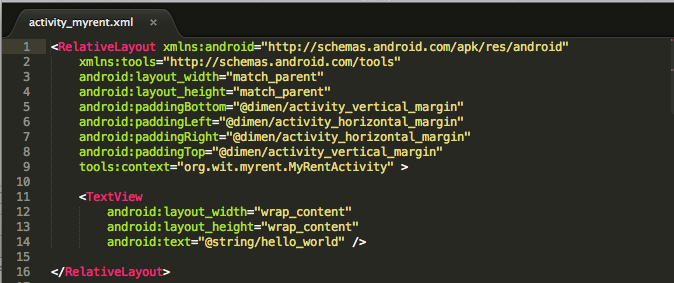 activity_myrent.xml ×
1 <RelativeLayout xmlns:android="http://schemas.android.com/apk/res/android"
2 xmlns:tools="http://schemas.android.com/tools"
3 android:layout_width="match_parent"
4 android:layout_height="match_parent"
5 android:paddingBottom="@dimen/activity_vertical_margin"
6 android:paddingLeft="@dimen/activity_horizontal_margin"
7 android:paddingRight="@dimen/activity_horizontal_margin"
8 android:paddingTop="@dimen/activity_vertical_margin"
9 tools:context="org.wit.myrent.MyRentActivity" >
10
11 <TextView
12 android:layout_width="wrap_content"
13 android:layout_height="wrap_content"
14 android:text="@string/hello_world" />
15
16 </RelativeLayout>